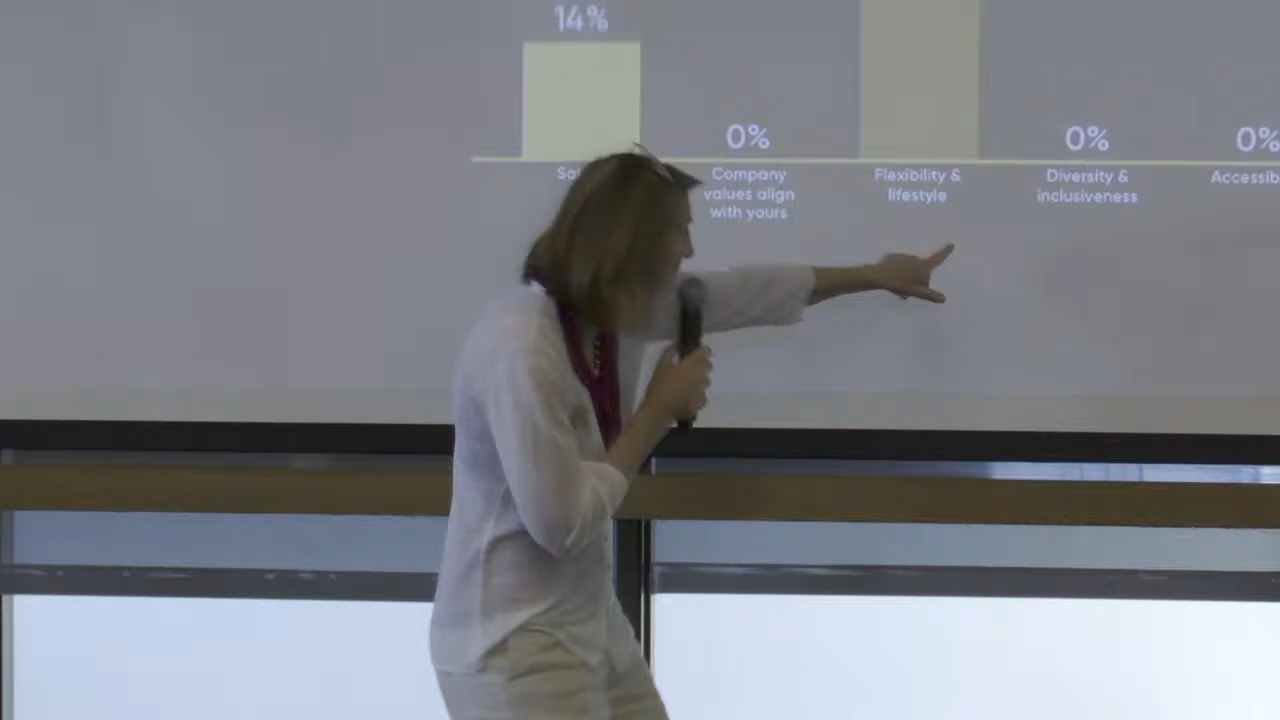 14%
0%
0%
0%
Company
values align
with yours
Flexibility &
lifestyle
Diversity &
inclusiveness